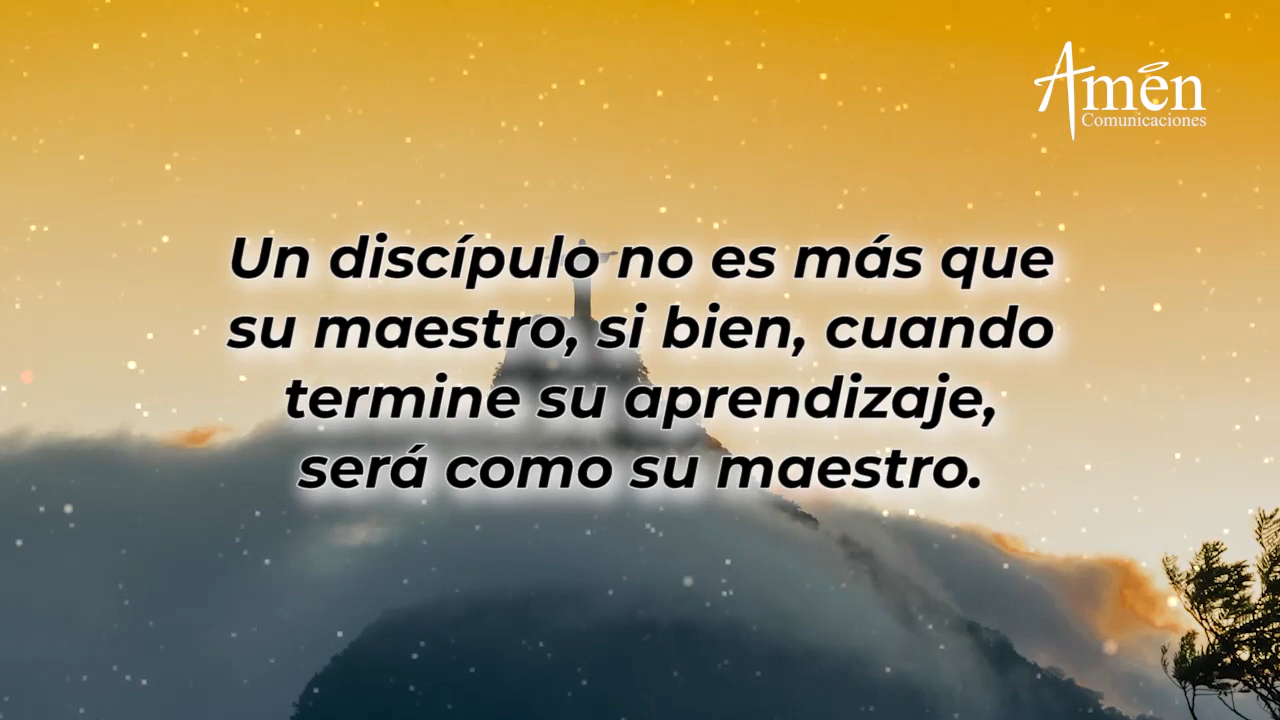 Amén
Comunicaciones
Un discípulo no es más que
su maestro, si bien, cuando
termine su aprendizaje,
será como su maestro.